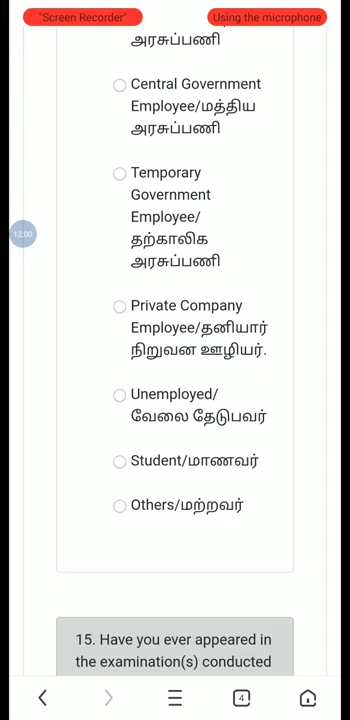 "Screen Recorder"
Using the microphone
அரசுப்பணி
Central Government
Employee/மத்திய
அரசுப்பணி
Temporary
Government
Employee/
தற்காலிக
அரசுப்பணி
12:00
Private Company
Employee/தனியார்
நிறுவன ஊழியர்.
Unemployed/
வேலை தேடுபவர்
Student/மாணவர்
Others/மற்றவர்
15. Have you ever appeared in
the examination(s) conducted
4